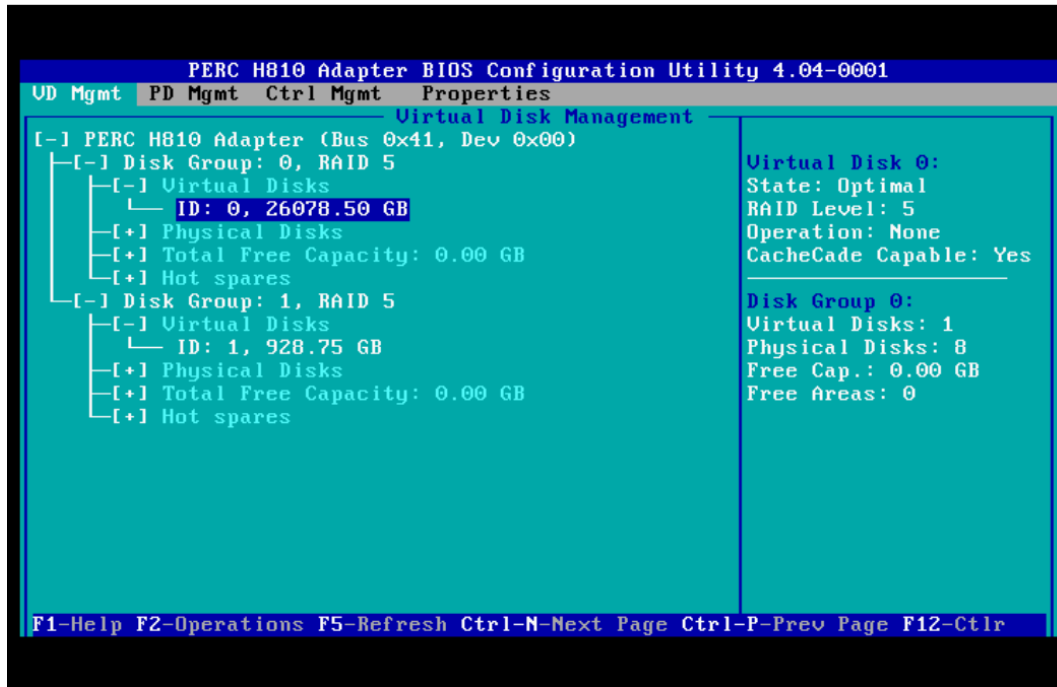 PERC H810 Adapter BIOS Configuration Utility 4.04-0001
VD Mgmt PD Mgmt Ctrl Mgmt Properties
Virtual Disk Management
[-] PERC H810 Adapter (Bus 0x41, Dev 0x00)
[-] Disk Group: 0, RAID 5
[-] Virtual Disks
ID: 0, 26078.50 GB
[+] Physical Disks
[+] Total Free Capacity: 0.00 GB
[+] Hot spares
[-] Disk Group: 1, RAID 5
[-] Virtual Disks
ID: 1, 928.75 GB
[+] Physical Disks
[+] Total Free Capacity: 0.00 GB
[+] Hot spares
Virtual Disk 0:
State: Optimal
RAID Level: 5
Operation: None
CacheCade Capable: Yes
Disk Group 0:
Virtual Disks: 1
Physical Disks: 8
Free Cap.: 0.00 GB
Free Areas: 0
F1-Help F2-Operations F5-Refresh Ctrl-N-Next Page Ctrl-P-Prev Page F12-Ctlr